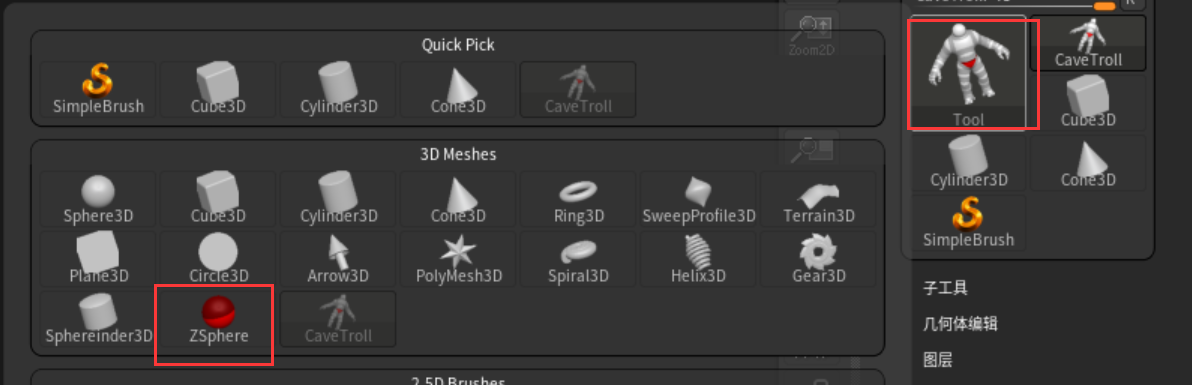 Quick Pick
SimpleBrush Cube3D Cylinder3D Cone3D CaveTroll
3D Meshes
Sphere3D Cube3D Cylinder3D Cone3D Ring3D SweepProfile3D Terrain3D
Plane3D Circle3D Arrow3D PolyMesh3D Spiral3D Helix3D Gear3D
Sphereinder3D ZSphere CaveTroll
2.5D Brushes
Zoom2D
R
Tool CaveTroll
Cube3D
Cylinder3D Cone3D
SimpleBrush
子工具
几何体编辑
图层